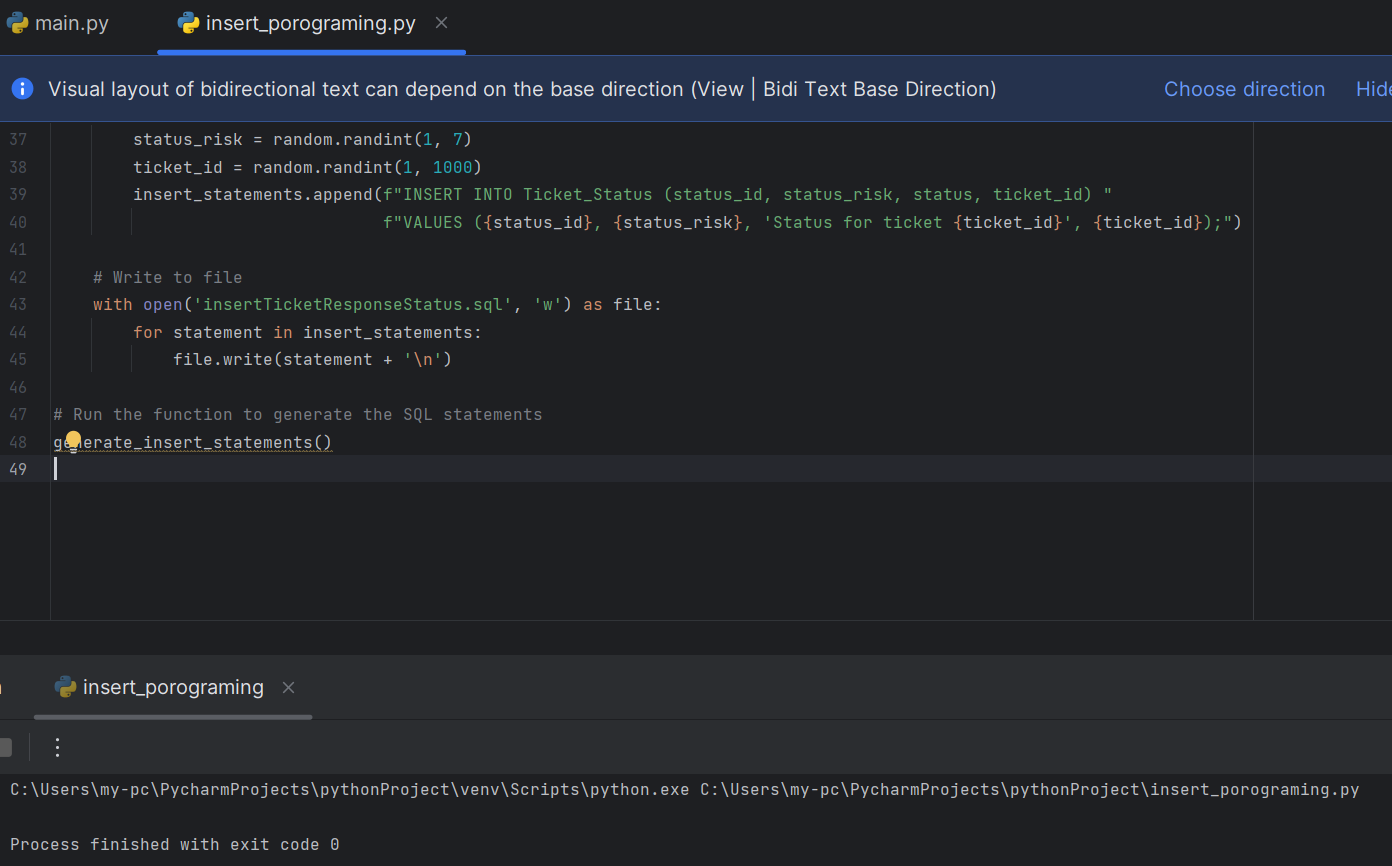 main.py insert_porograming.py
Visual layout of bidirectional text can depend on the base direction (View | Bidi Text Base Direction) Choose direction Hide
37 status_risk = random.randint(1, 7)
38 ticket_id = random.randint(1, 1000)
39 insert_statements.append(f"INSERT INTO Ticket_Status (status_id, status_risk, status, ticket_id) "
40 f"VALUES ({status_id}, {status_risk}, 'Status for ticket {ticket_id}', {ticket_id});")
41
42 # Write to file
43 with open('insertTicketResponseStatus.sql', 'w') as file:
44 for statement in insert_statements:
45 file.write(statement + '\n')
46
47 # Run the function to generate the SQL statements
48 generate_insert_statements()
49
insert_porograming
C:\Users\my-pc\PycharmProjects\pythonProject\venv\Scripts\python.exe C:\Users\my-pc\PycharmProjects\pythonProject\insert_porograming.py
Process finished with exit code 0